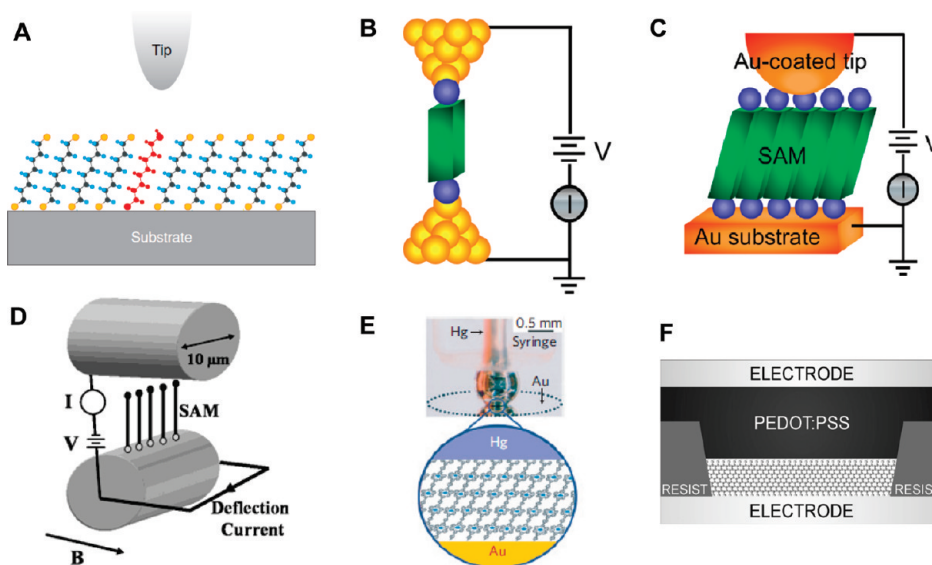 A
Tip
Substrate
B
V
I
C
Au-coated tip
SAM
Au substrate
V
I
D
10 µm
I
V
SAM
Deflection
Current
B
E
Hg
0.5 mm
Syringe
Au
Hg
Au
F
ELECTRODE
PEDOT:PSS
RESIST
RESIS
ELECTRODE